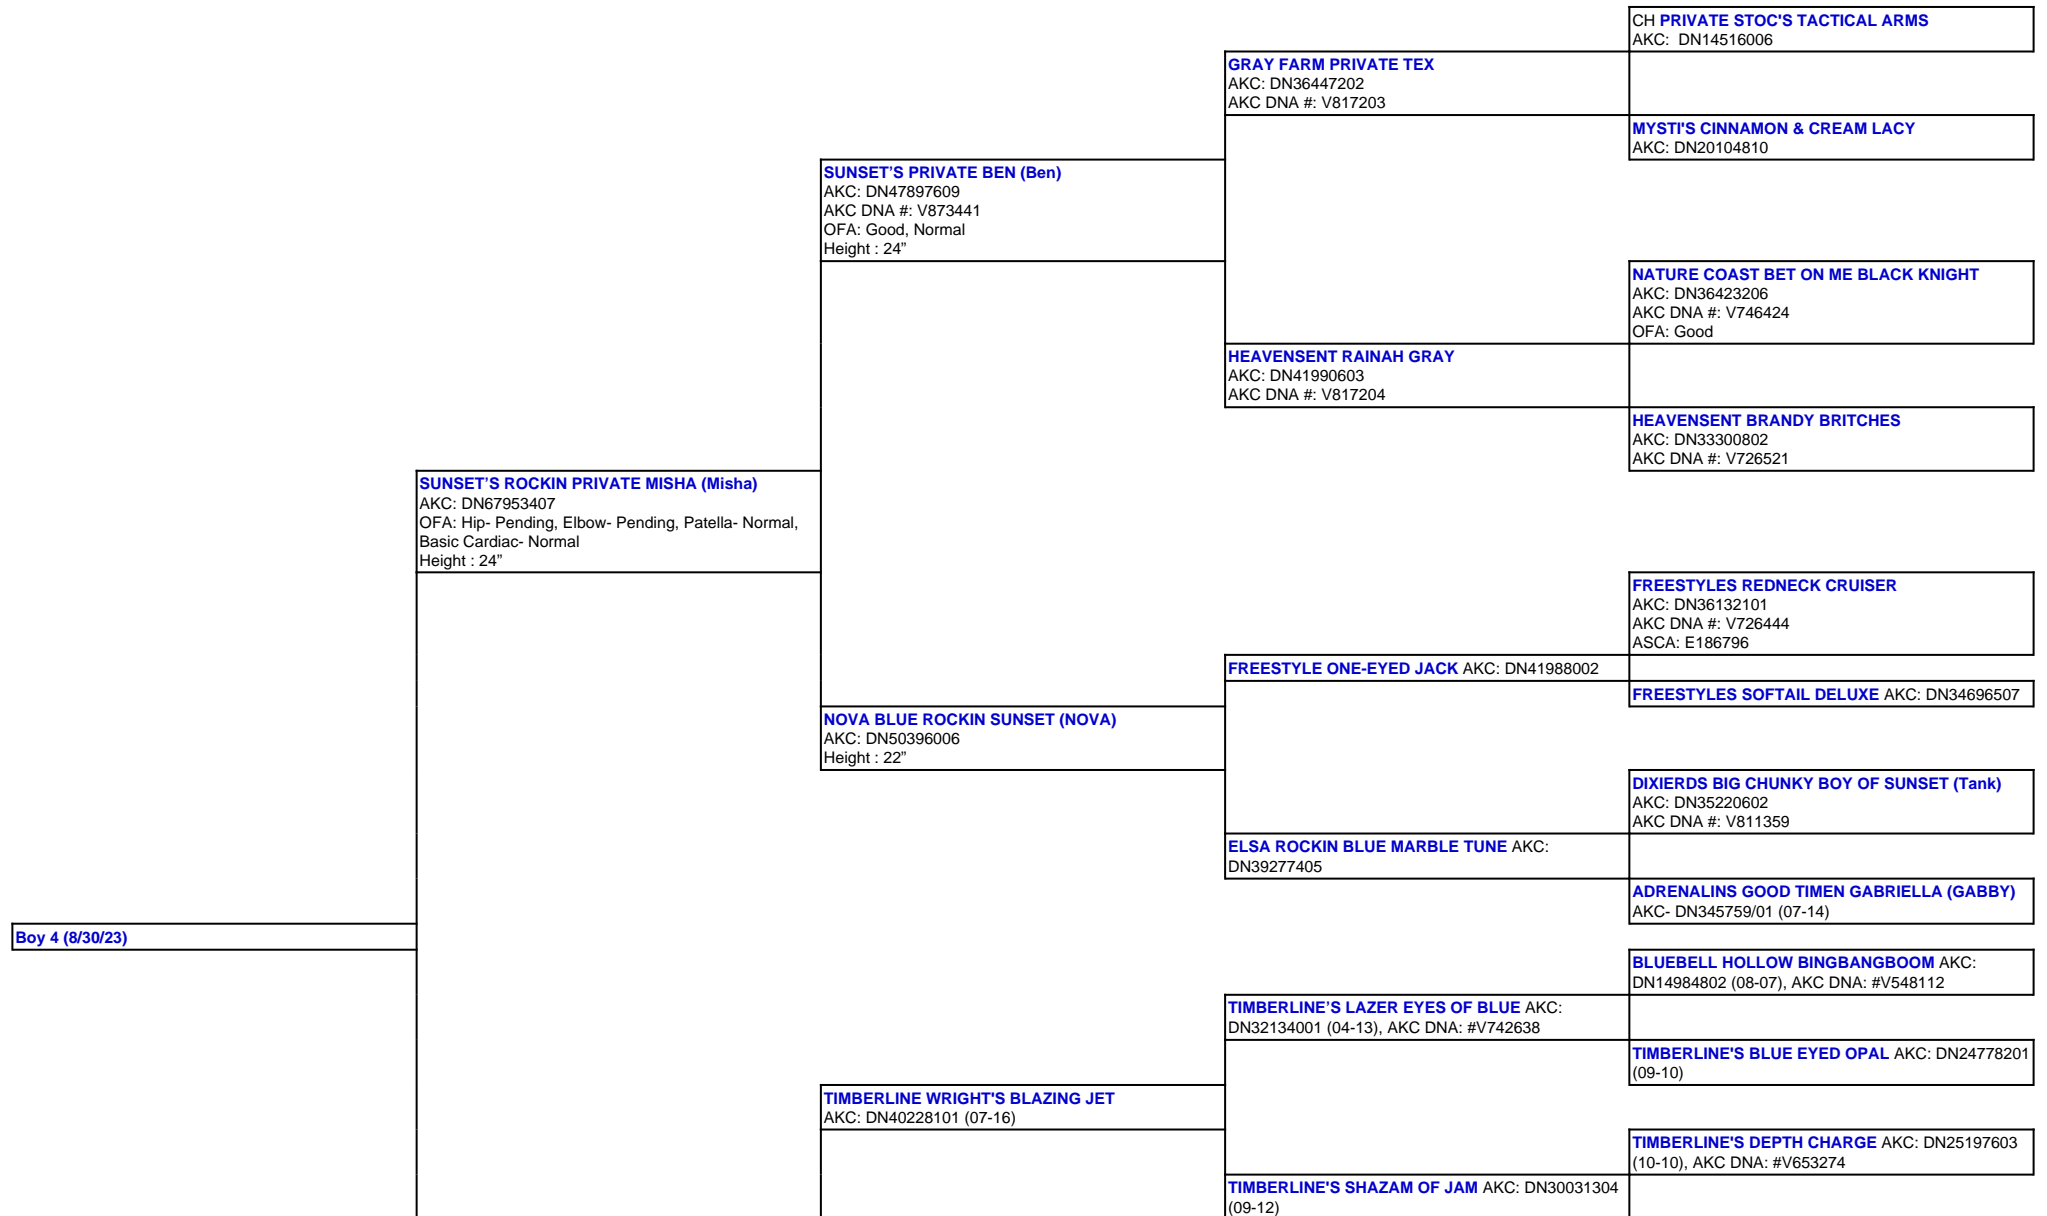 CH PRIVATE STOC'S TACTICAL ARMS
AKC:  DN14516006
GRAY FARM PRIVATE TEX
AKC: DN36447202
AKC DNA #: V817203
MYSTI'S CINNAMON & CREAM LACY
AKC: DN20104810
SUNSET’S PRIVATE BEN (Ben)
AKC: DN47897609
AKC DNA #: V873441
OFA: Good, Normal
Height : 24”
NATURE COAST BET ON ME BLACK KNIGHT
AKC: DN36423206
AKC DNA #: V746424
OFA: Good
HEAVENSENT RAINAH GRAY
AKC: DN41990603
AKC DNA #: V817204
HEAVENSENT BRANDY BRITCHES
AKC: DN33300802
AKC DNA #: V726521
SUNSET’S ROCKIN PRIVATE MISHA (Misha)
AKC: DN67953407
OFA: Hip- Pending, Elbow- Pending, Patella- Normal,
Basic Cardiac- Normal
Height : 24”
FREESTYLES REDNECK CRUISER
AKC: DN36132101
AKC DNA #: V726444
ASCA: E186796
FREESTYLE ONE-EYED JACK AKC: DN41988002
FREESTYLES SOFTAIL DELUXE AKC: DN34696507
NOVA BLUE ROCKIN SUNSET (NOVA)
AKC: DN50396006
Height : 22”
DIXIERDS BIG CHUNKY BOY OF SUNSET (Tank)
AKC: DN35220602
AKC DNA #: V811359
ELSA ROCKIN BLUE MARBLE TUNE AKC:
DN39277405
ADRENALINS GOOD TIMEN GABRIELLA (GABBY)
AKC- DN345759/01 (07-14)
Boy 4 (8/30/23)
BLUEBELL HOLLOW BINGBANGBOOM AKC:
DN14984802 (08-07), AKC DNA: #V548112
TIMBERLINE’S LAZER EYES OF BLUE AKC:
DN32134001 (04-13), AKC DNA: #V742638
TIMBERLINE'S BLUE EYED OPAL AKC: DN24778201
(09-10)
TIMBERLINE WRIGHT'S BLAZING JET
AKC: DN40228101 (07-16)
TIMBERLINE'S DEPTH CHARGE AKC: DN25197603
(10-10), AKC DNA: #V653274
TIMBERLINE'S SHAZAM OF JAM AKC: DN30031304
(09-12)